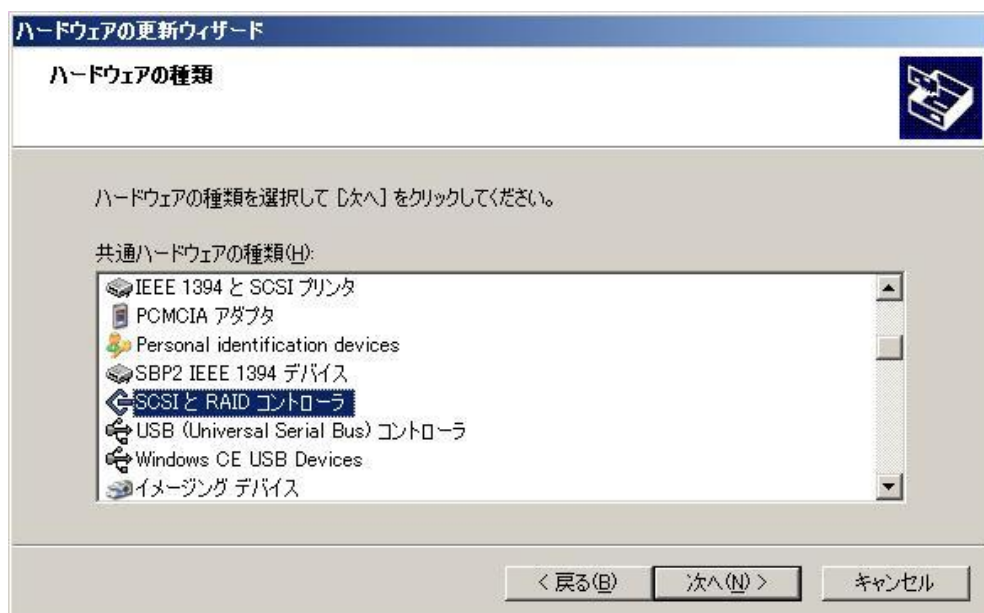 ハードウェアの更新ウィザード
ハードウェアの種類
ハードウェアの種類を選択して [次へ] をクリックしてください。
共通ハードウェアの種類(H):
IEEE 1394 と SCSI プリンタ
PCMCIA アダプタ
Personal identification devices
SBP2 IEEE 1394 デバイス
SCSI と RAID コントローラ
USB (Universal Serial Bus) コントローラ
Windows CE USB Devices
イメージング デバイス
< 戻る(B) 次へ(N) > キャンセル